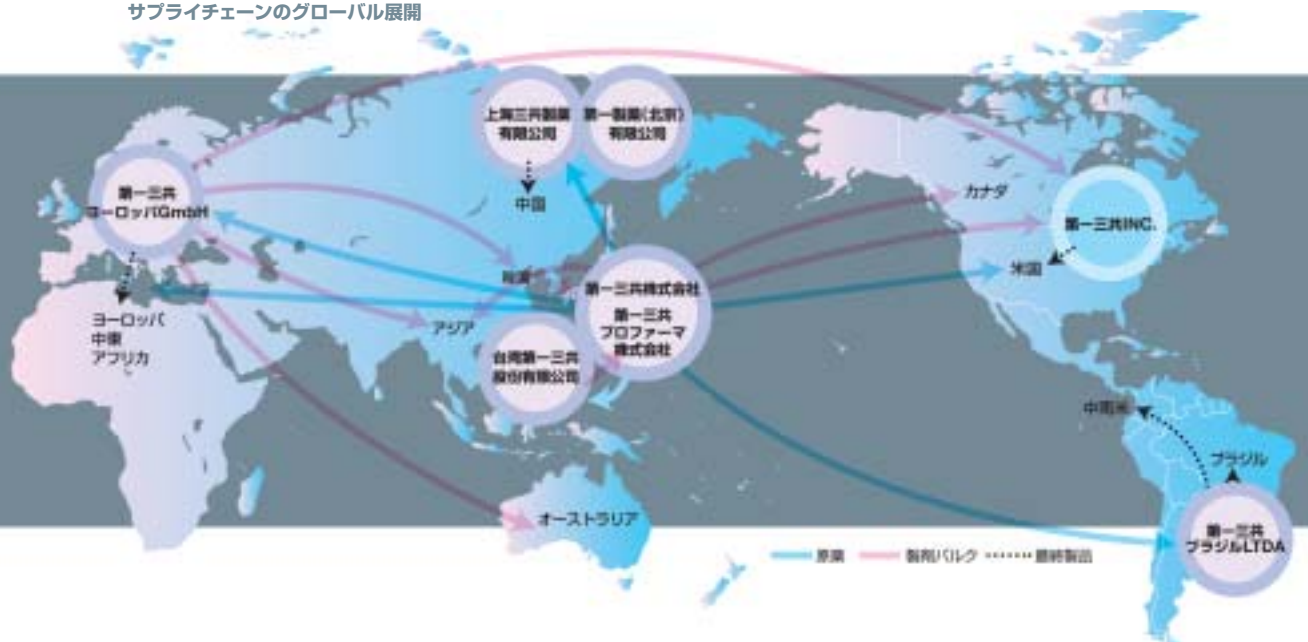 サプライチェーンのグローバル展開
上海三共製薬
有限公司
第一製薬(北京)
有限公司
中国
第一三共
ヨーロッパGmbH
ヨーロッパ
中東
アフリカ
韓国
アジア
台湾第一三共
股份有限公司
第一三共株式会社
第一三共
プロファーマ
株式会社
カナダ
第一三共INC.
米国
中南米
ブラジル
第一三共
ブラジルLTDA
オーストラリア
原薬
製剤バルク
最終製品